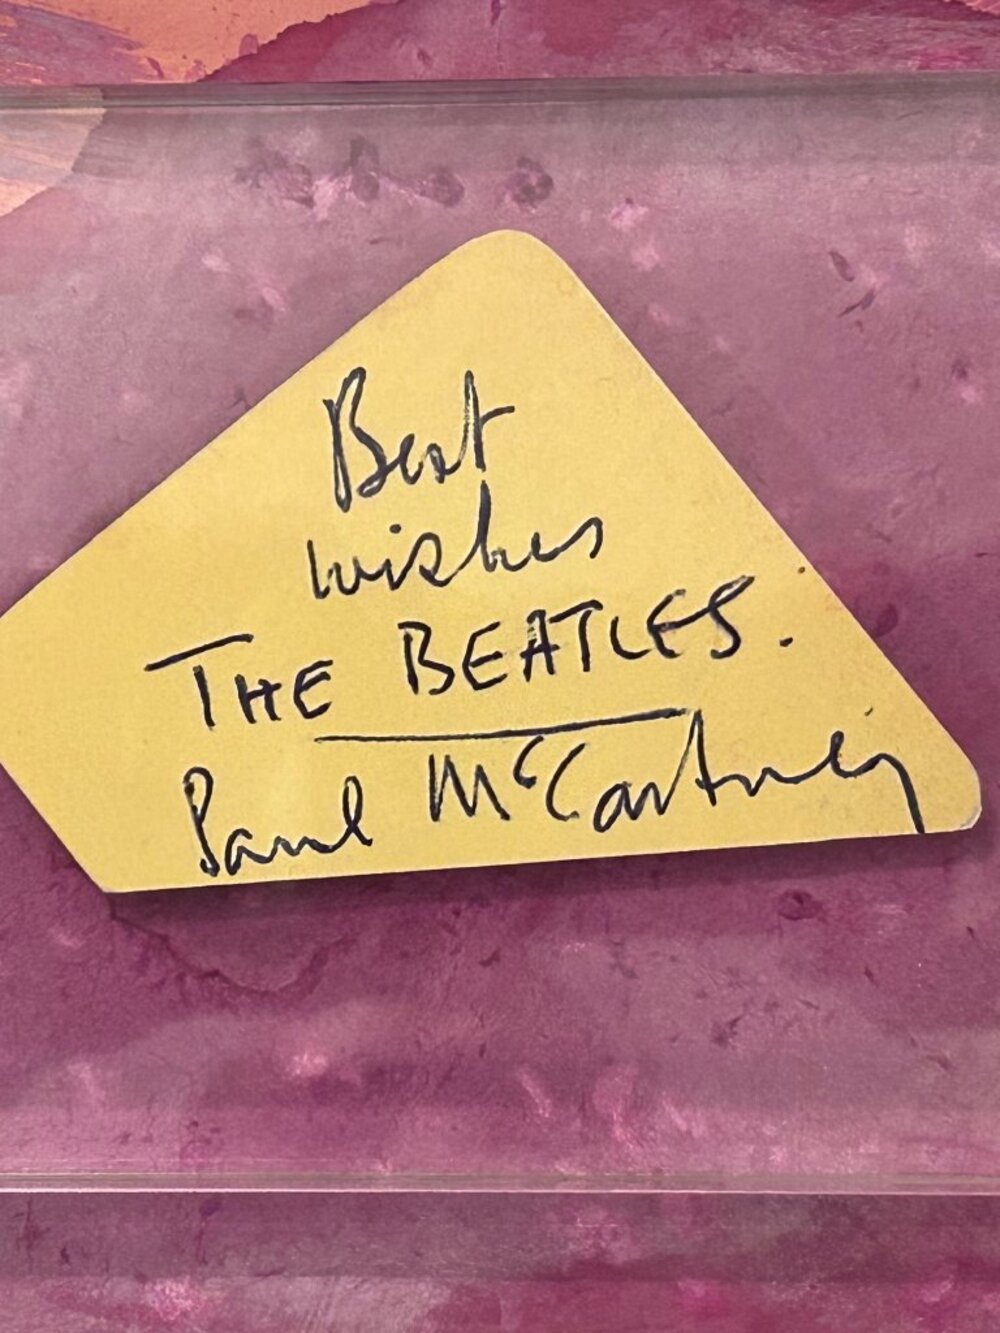 Best
wishes
THE BEATLES.
Paul McCartney